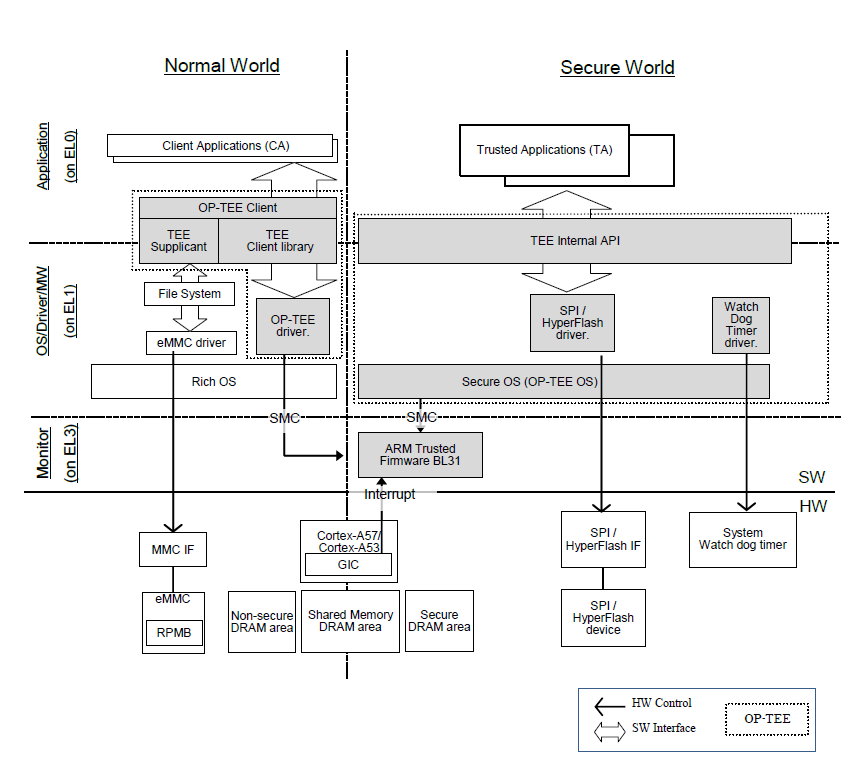 Normal World
Secure World
Application
(on EL0)
Client Applications (CA)
Trusted Applications (TA)
OP-TEE Client
TEE
Supplicant
TEE
Client library
TEE Internal API
OS/Driver/MW
(on EL1)
File System
eMMC driver
OP-TEE
driver.
SPI /
HyperFlash
driver.
Watch
Dog
Timer
driver.
Rich OS
Secure OS (OP-TEE OS)
SMC
SMC
Monitor
(on EL3)
ARM Trusted
Firmware BL31
SW
Interrupt
HW
MMC IF
Cortex-A57/
Cortex-A53
GIC
SPI /
HyperFlash IF
System
Watch dog timer
eMMC
RPMB
Non-secure
DRAM area
Shared Memory
DRAM area
Secure
DRAM area
SPI /
HyperFlash
device
HW Control
SW Interface
OP-TEE